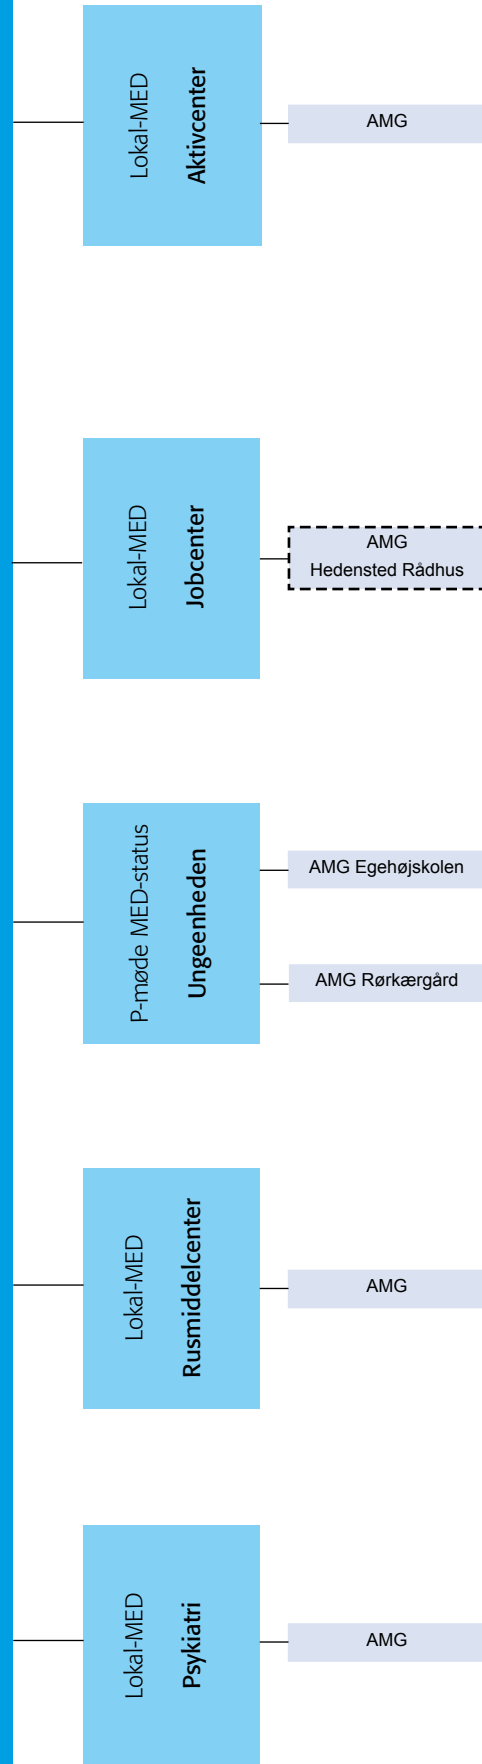 Lokal-MED
Aktivcenter
AMG
Lokal-MED
Jobcenter
AMG
Hedensted Rådhus
P-møde MED-status
Ungeenheden
AMG Egehøjskolen
AMG Rørkærgård
Lokal-MED
Rusmiddelcenter
AMG
Lokal-MED
Psykiatri
AMG